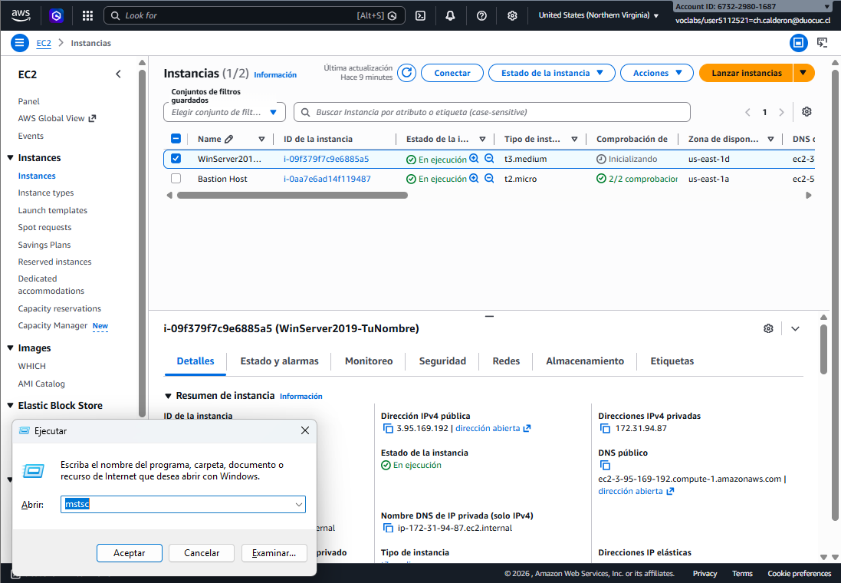 aws
Look for
[Alt+S]
United States (Northern Virginia)
Account ID: 6732-2980-1687
voclabs/user5112521=ch.calderon@duocuc.cl
EC2 > Instancias
EC2
Panel
AWS Global View
Events
Instances
Instances
Instance types
Launch templates
Spot requests
Savings Plans
Reserved instances
Dedicated
accommodations
Capacity reservations
Capacity Manager New
Images
WHICH
AMI Catalog
Elastic Block Store
Instancias (1/2) Información
Última actualización
Hace 9 minutes
Conectar
Estado de la instancia
Acciones
Lanzar instancias
Conjuntos de filtros
guardados
Elegir conjunto de filt...
Buscar Instancia por atributo o etiqueta (case-sensitive)
1
Name ID de la instancia Estado de la i... Tipo de inst... Comprobación de Zona de dispon... DNS
WinServer201... i-09f379f7c9e6885a5 En ejecución t3.medium Inicializando us-east-1d ec2-3
Bastion Host i-0aa7e6ad14f119487 En ejecución t2.micro 2/2 comprobacior us-east-1a ec2-5
i-09f379f7c9e6885a5 (WinServer2019-TuNombre)
Detalles
Estado y alarmas
Monitoreo
Seguridad
Redes
Almacenamiento
Etiquetas
Resumen de instancia Información
ID de la instancia
Dirección IPv4 pública
3.95.169.192 | dirección abierta
Direcciones IPv4 privadas
172.31.94.87
Estado de la instancia
En ejecución
DNS público
ec2-3-95-169-192.compute-1.amazonaws.com |
dirección abierta
Nombre DNS de IP privada (solo IPv4)
ip-172-31-94-87.ec2.internal
ernal
privado
Tipo de instancia
Direcciones IP elásticas
Ejecutar
Escriba el nombre del programa, carpeta, documento o
recurso de Internet que desea abrir con Windows.
Abrir: mstsc
Aceptar
Cancelar
Examinar...
© 2026 , Amazon Web Services, Inc. or its affiliates.
Privacy
Terms
Cookie preferences